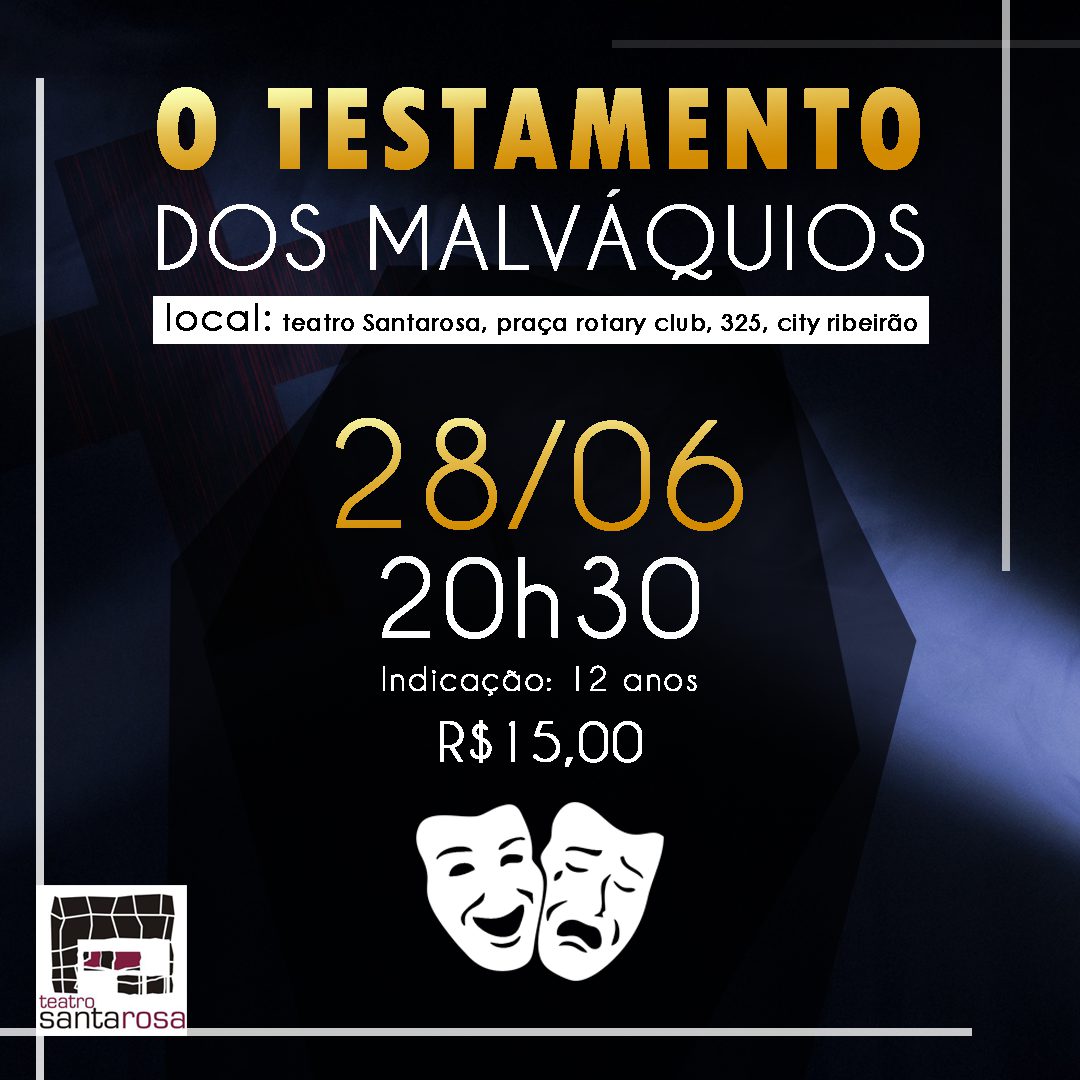 O TESTAMENTO
DOS MALVÁQUIOS
local: teatro Santarosa, praça rotary club, 325, city ribeirão
28/06
20h30
Indicação: 12 anos
R$15,00
teatro
santarosa